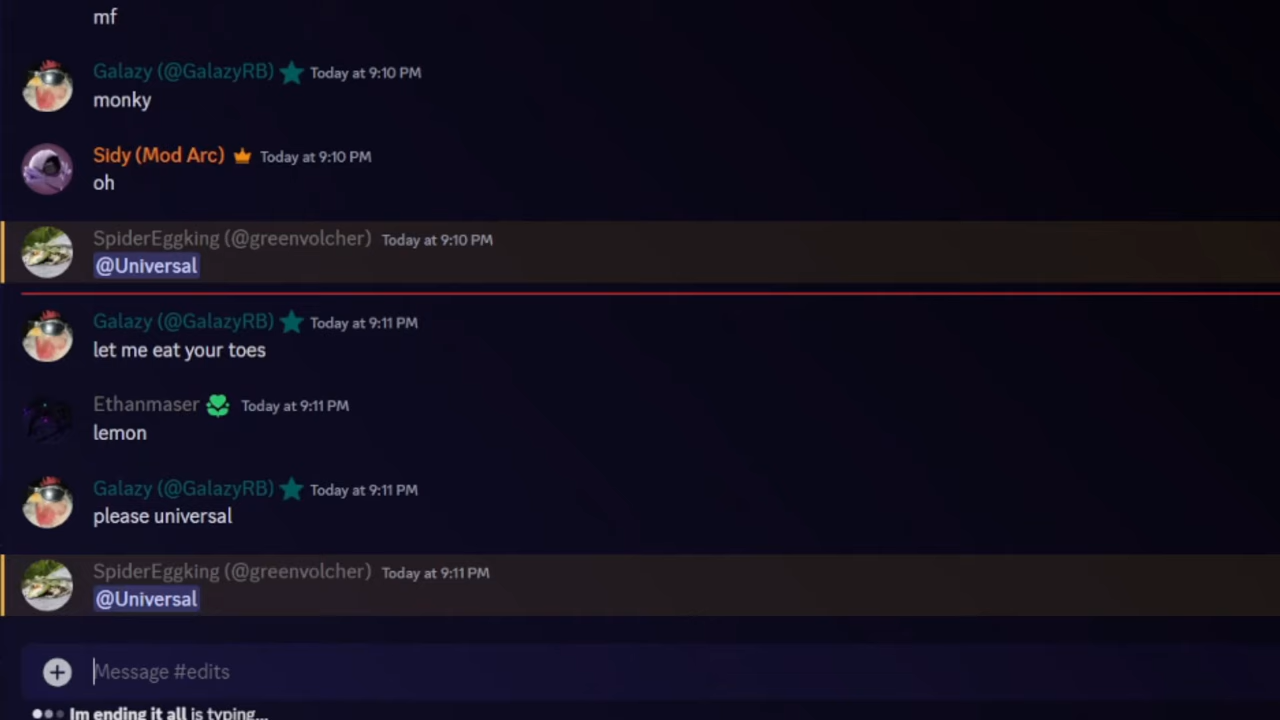 mf
Galazy (@GalazyRB) Today at 9:10 PM
monky
Sidy (Mod Arc) Today at 9:10 PM
oh
SpiderEggking (@greenvolcher) Today at 9:10 PM
@Universal
Galazy (@GalazyRB) Today at 9:11 PM
let me eat your toes
Ethanmaser Today at 9:11 PM
lemon
Galazy (@GalazyRB) Today at 9:11 PM
please universal
SpiderEggking (@greenvolcher) Today at 9:11 PM
@Universal
Message #edits
Im ending it all is typing...